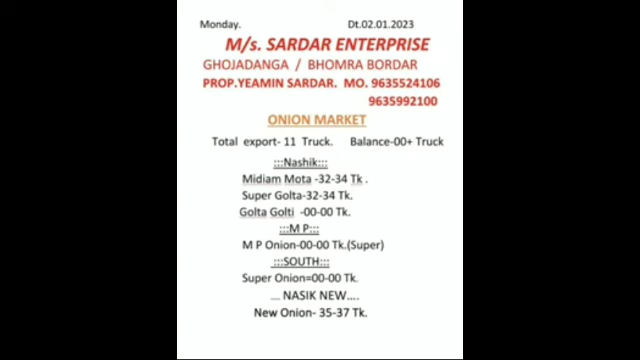 Monday. Dt.02.01.2023
M/s. SARDAR ENTERPRISE
GHOJADANGA / BHOMRA BORDAR
PROP.YEAMIN SARDAR. MO. 9635524106
9635992100
ONION MARKET
Total export- 11 Truck. Balance-00+ Truck
:::Nashik:::
Midiam Mota -32-34 Tk .
Super Golta-32-34 Tk.
Golta Golti -00-00 Tk.
:::M P:::
M P Onion-00-00 Tk.(Super)
:::SOUTH:::
Super Onion=00-00 Tk.
.... NASIK NEW....
New Onion- 35-37 Tk.